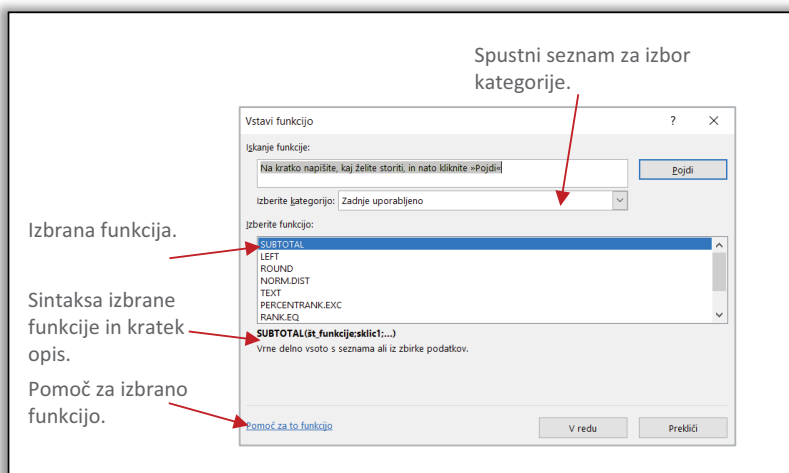 Spustni seznam za izbor
kategorije.
Vstavi funkcijo
?
Iskanje funkcije:
Na kratko napišite, kaj želite storiti, in nato kliknite »Pojdi«
Pojdi
Izberite kategorijo: Zadnje uporabljeno
Izbrana funkcija.
Izberite funkcijo:
SUBTOTAL
LEFT
ROUND
NORM.DIST
TEXT
PERCENTRANK.EXC
RANK.EQ
Sintaksa izbrane
funkcije in kratek
opis.
SUBTOTAL(št_funkcije;sklic1;...)
Vrne delno vsoto s seznama ali iz zbirke podatkov.
Pomoč za izbrano
funkcijo.
Pomoč za to funkcijo
V redu
Prekliči